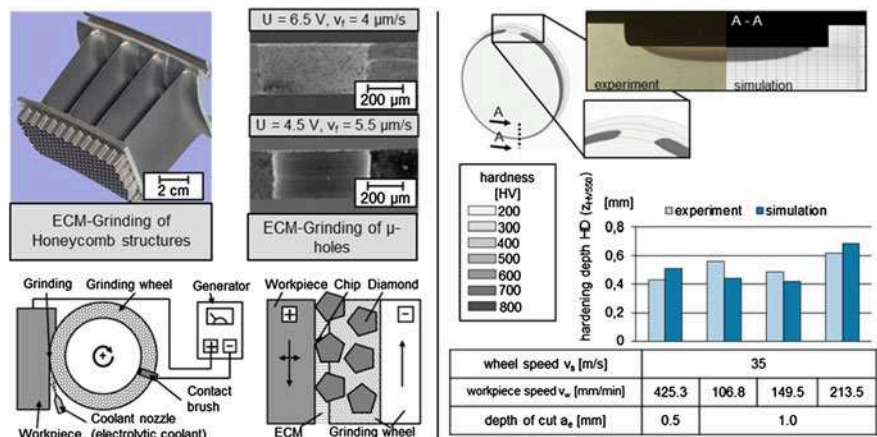 U = 6.5 V, vf = 4 µm/s
200 µm
U = 4.5 V, vf = 5.5 µm/s
2 cm
200 µm
ECM-Grinding of
Honeycomb structures
ECM-Grinding of µ-
holes
Grinding
Grinding wheel
Generator
Contact
brush
Coolant nozzle
(electrolytic coolant)
Workpiece
Workpiece
Chip
Diamond
ECM
Grinding wheel
A - A
experiment
simulation
A
A
hardness
[HV]
200
300
400
500
600
700
800
hardening depth HD (zHV550)
[mm]
experiment
simulation
0,8
0,6
0,4
0,2
0
wheel speed vs [m/s] 35
workpiece speed vw [mm/min] 425.3 106.8 149.5 213.5
depth of cut ae [mm] 0.5 1.0